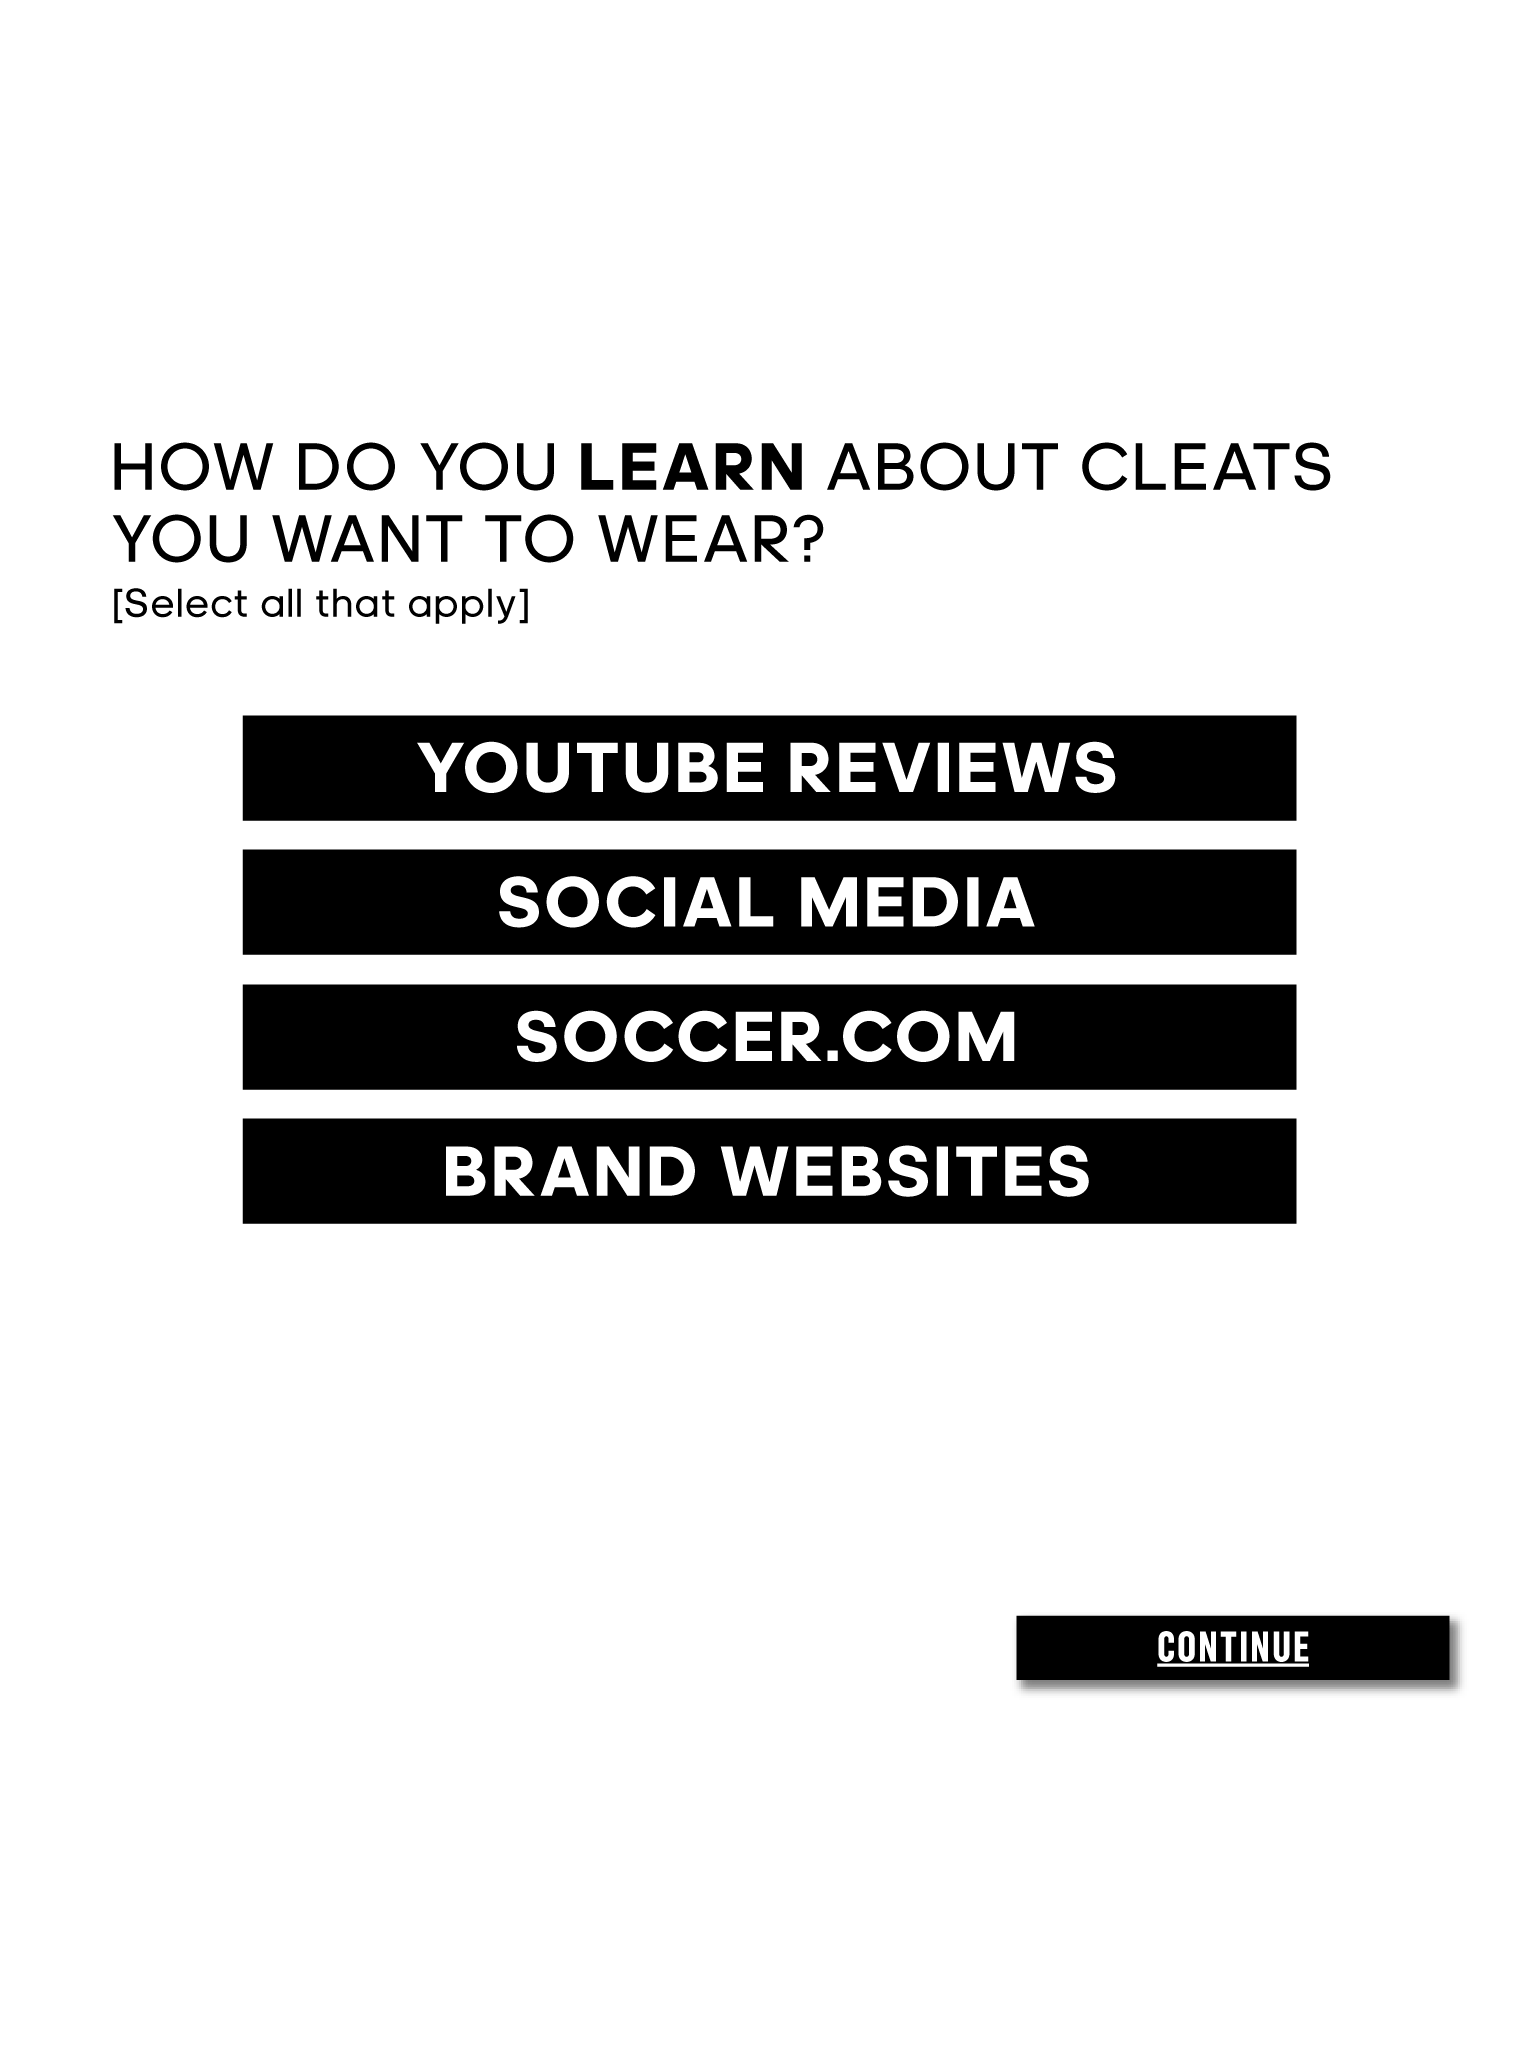 HOW DO YOU LEARN ABOUT CLEATS
YOU WANT TO WEAR?
[Select all that apply]
YOUTUBE REVIEWS
SOCIAL MEDIA
SOCCER.COM
BRAND WEBSITES
CONTINUE